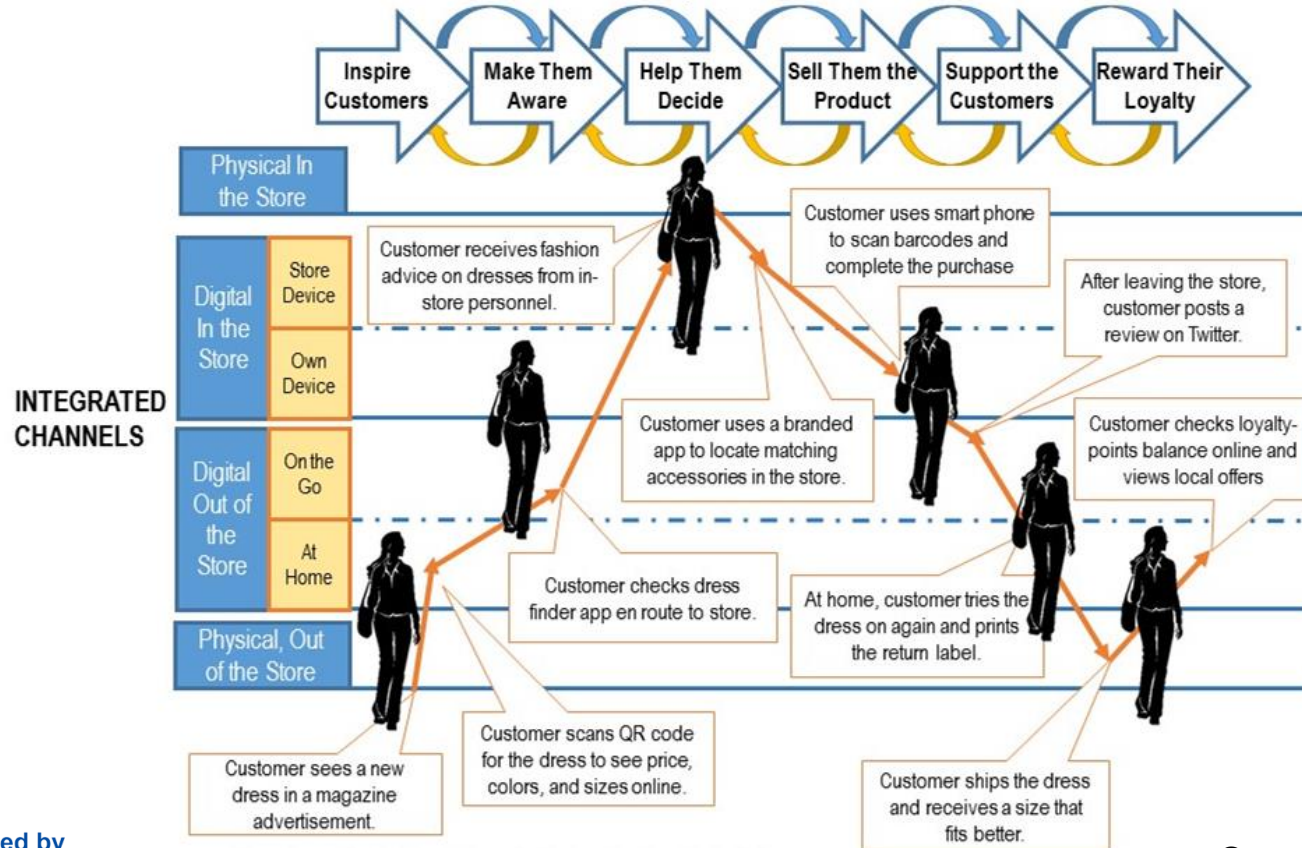 Inspire
Customers
Make Them
Aware
Help Them
Decide
Sell Them the
Product
Support the
Customers
Reward Their
Loyalty
INTEGRATED
CHANNELS
Physical In
the Store
Digital
In the
Store
Store
Device
Own
Device
Digital
Out of
the
Store
On the
Go
At
Home
Physical, Out
of the Store
Customer sees a new
dress in a magazine
advertisement.
Customer scans QR code
for the dress to see price,
colors, and sizes online.
Customer checks dress
finder app en route to store.
Customer receives fashion
advice on dresses from in-
store personnel.
Customer uses a branded
app to locate matching
accessories in the store.
Customer uses smart phone
to scan barcodes and
complete the purchase
After leaving the store,
customer posts a
review on Twitter.
At home, customer tries the
dress on again and prints
the return label.
Customer ships the dress
and receives a size that
fits better.
Customer checks loyalty-
points balance online and
views local offers
ed by